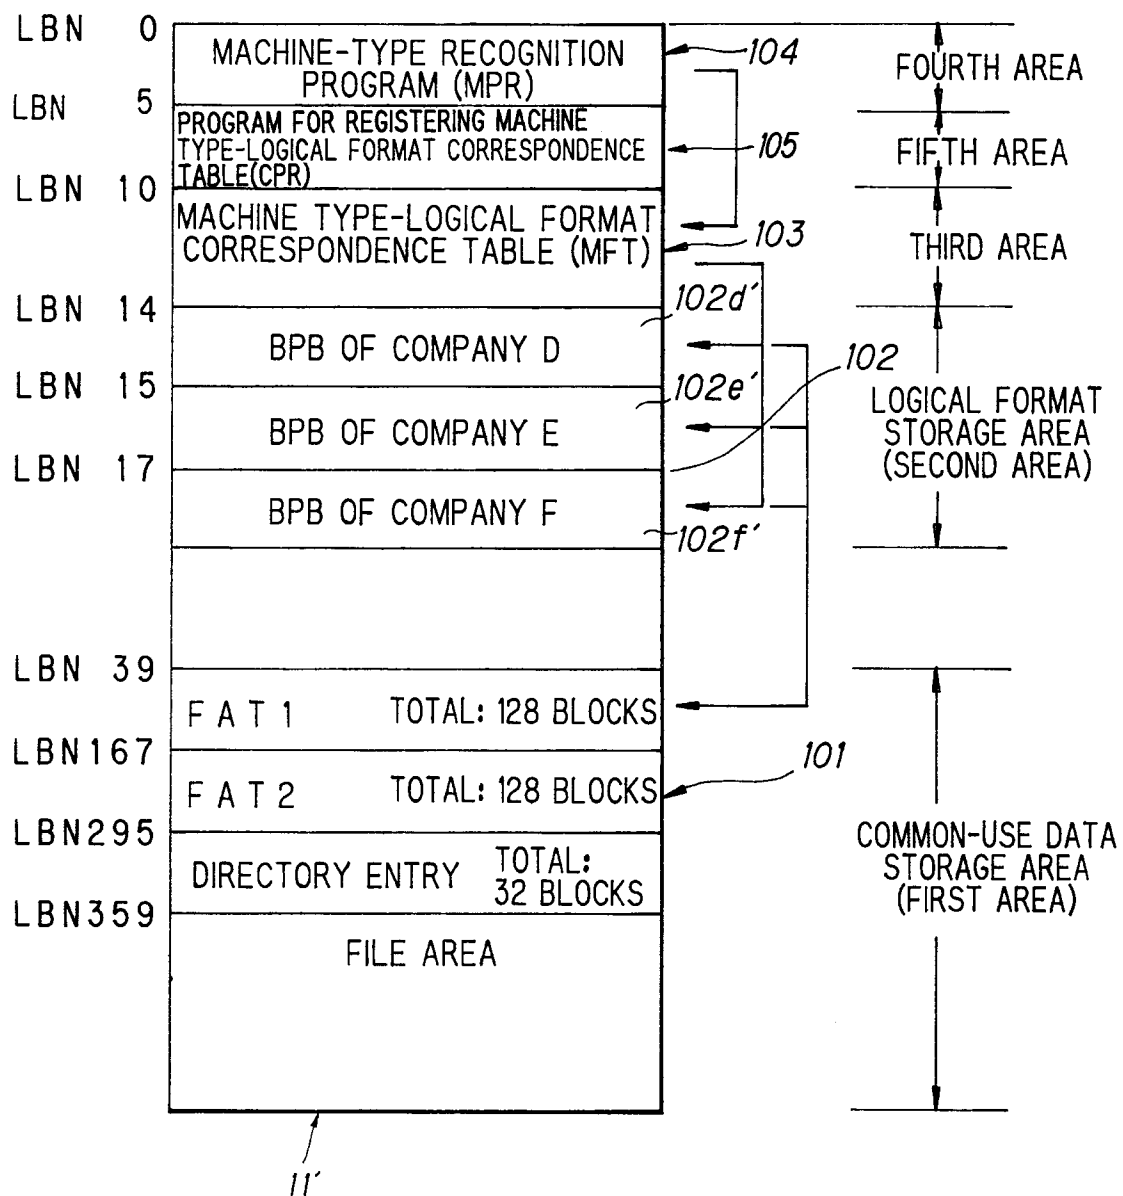 LBN 0
MACHINE-TYPE RECOGNITION
PROGRAM (MPR)
104
FOURTH AREA
LBN 5
PROGRAM FOR REGISTERING MACHINE
TYPE-LOGICAL FORMAT CORRESPONDENCE
TABLE(CPR)
105
FIFTH AREA
LBN 10
MACHINE TYPE-LOGICAL FORMAT
CORRESPONDENCE TABLE (MFT)
103
THIRD AREA
LBN 14
102d'
BPB OF COMPANY D
102
LBN 15
102e'
BPB OF COMPANY E
LOGICAL FORMAT
STORAGE AREA
(SECOND AREA)
LBN 17
BPB OF COMPANY F
102f'
LBN 39
FAT1 TOTAL: 128 BLOCKS
LBN167
101
FAT2 TOTAL: 128 BLOCKS
LBN295
DIRECTORY ENTRY TOTAL:
32 BLOCKS
COMMON-USE DATA
STORAGE AREA
(FIRST AREA)
LBN359
FILE AREA
11'